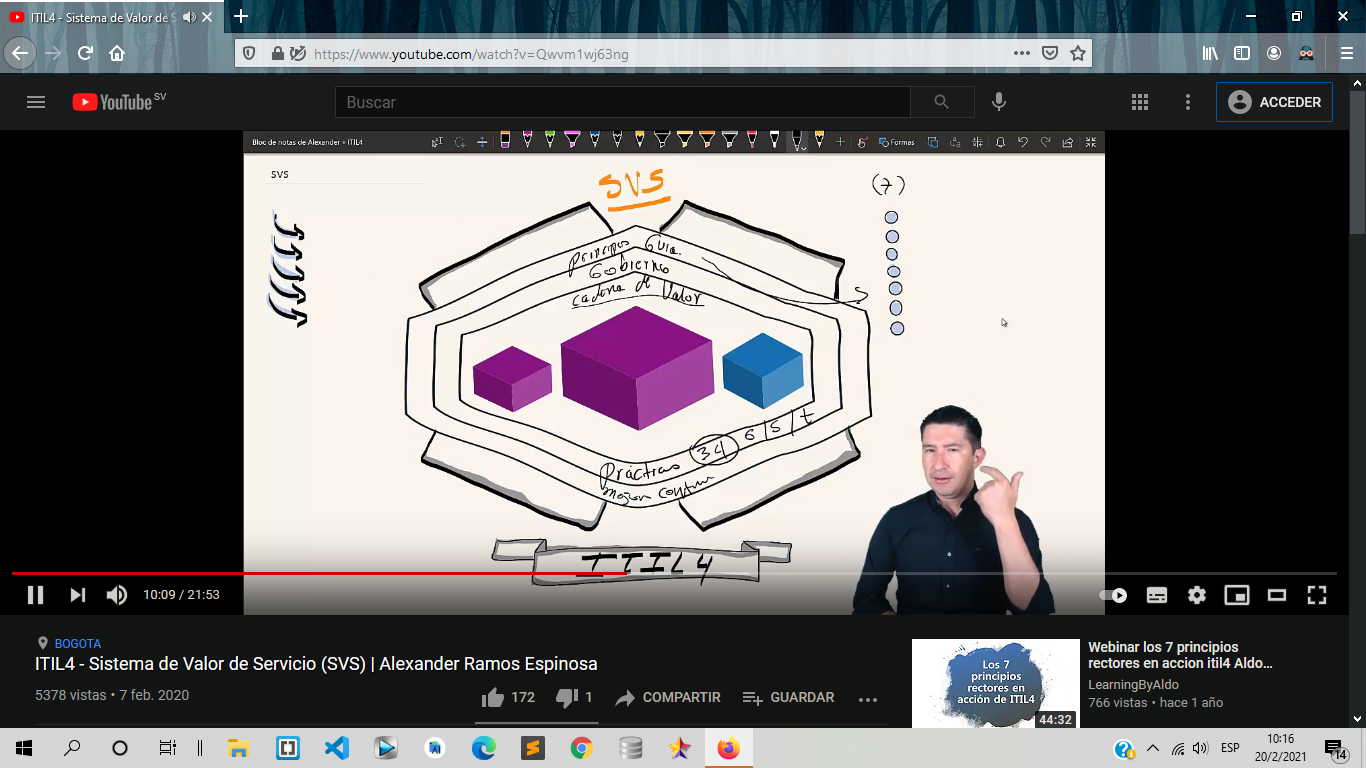 ITIL4 - Sistema de Valor de S
https://www.youtube.com/watch?v=Qwvm1wj63ng
YouTube SV
Buscar
ACCEDER
Bloc de notas de Alexander » ITIL4
Formas
SVS
SVS
(7)
Principios Guia.
Gobierno
Cadena de Valor
Prácticas 34 G/S/t
mejora continua
ITIL4
10:09 / 21:53
BOGOTA
ITIL4 - Sistema de Valor de Servicio (SVS) | Alexander Ramos Espinosa
5378 vistas • 7 feb. 2020
172
1
COMPARTIR
GUARDAR
Los 7
principios
rectores en
acción de ITIL4
44:32
Webinar los 7 principios
rectores en accion itil4 Aldo…
LearningByAldo
766 vistas • hace 1 año
ESP
10:16
20/2/2021
14